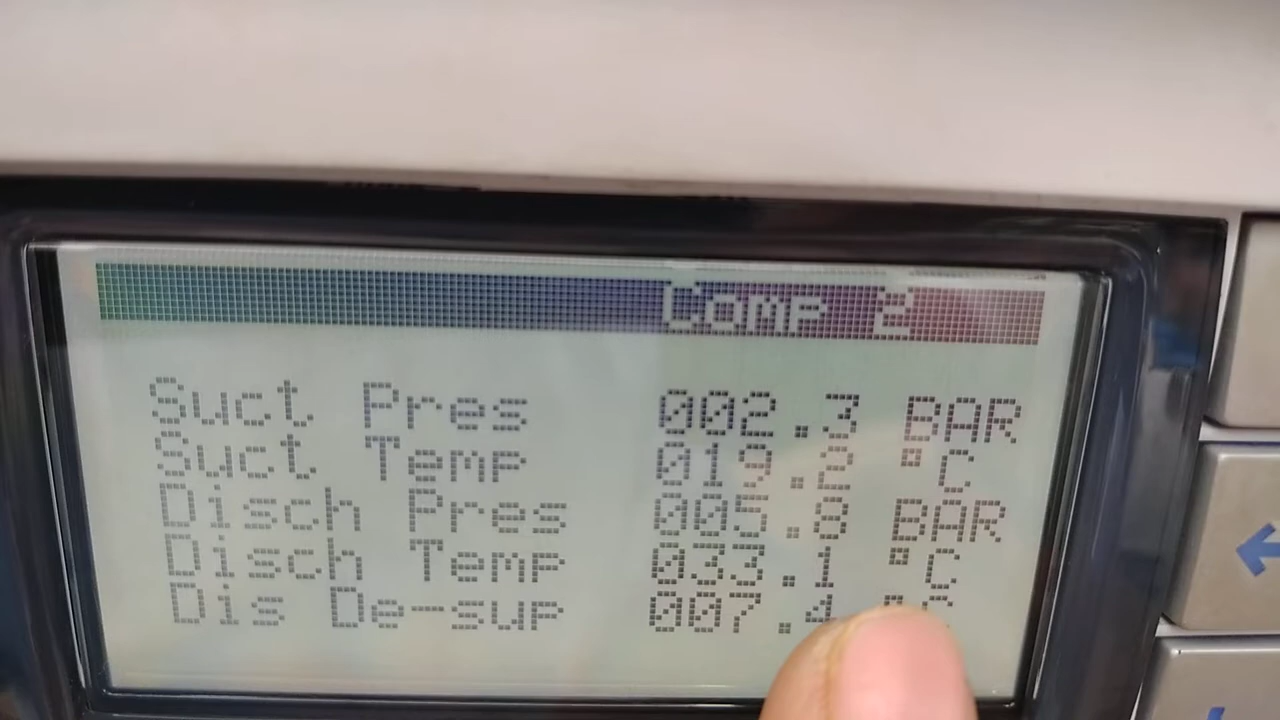 Comp 2
Suct Pres 002.3 BAR
Suct Temp 019.2 °C
Disch Pres 005.8 BAR
Disch Temp 033.1 °C
Dis De-sup 007.4 °C